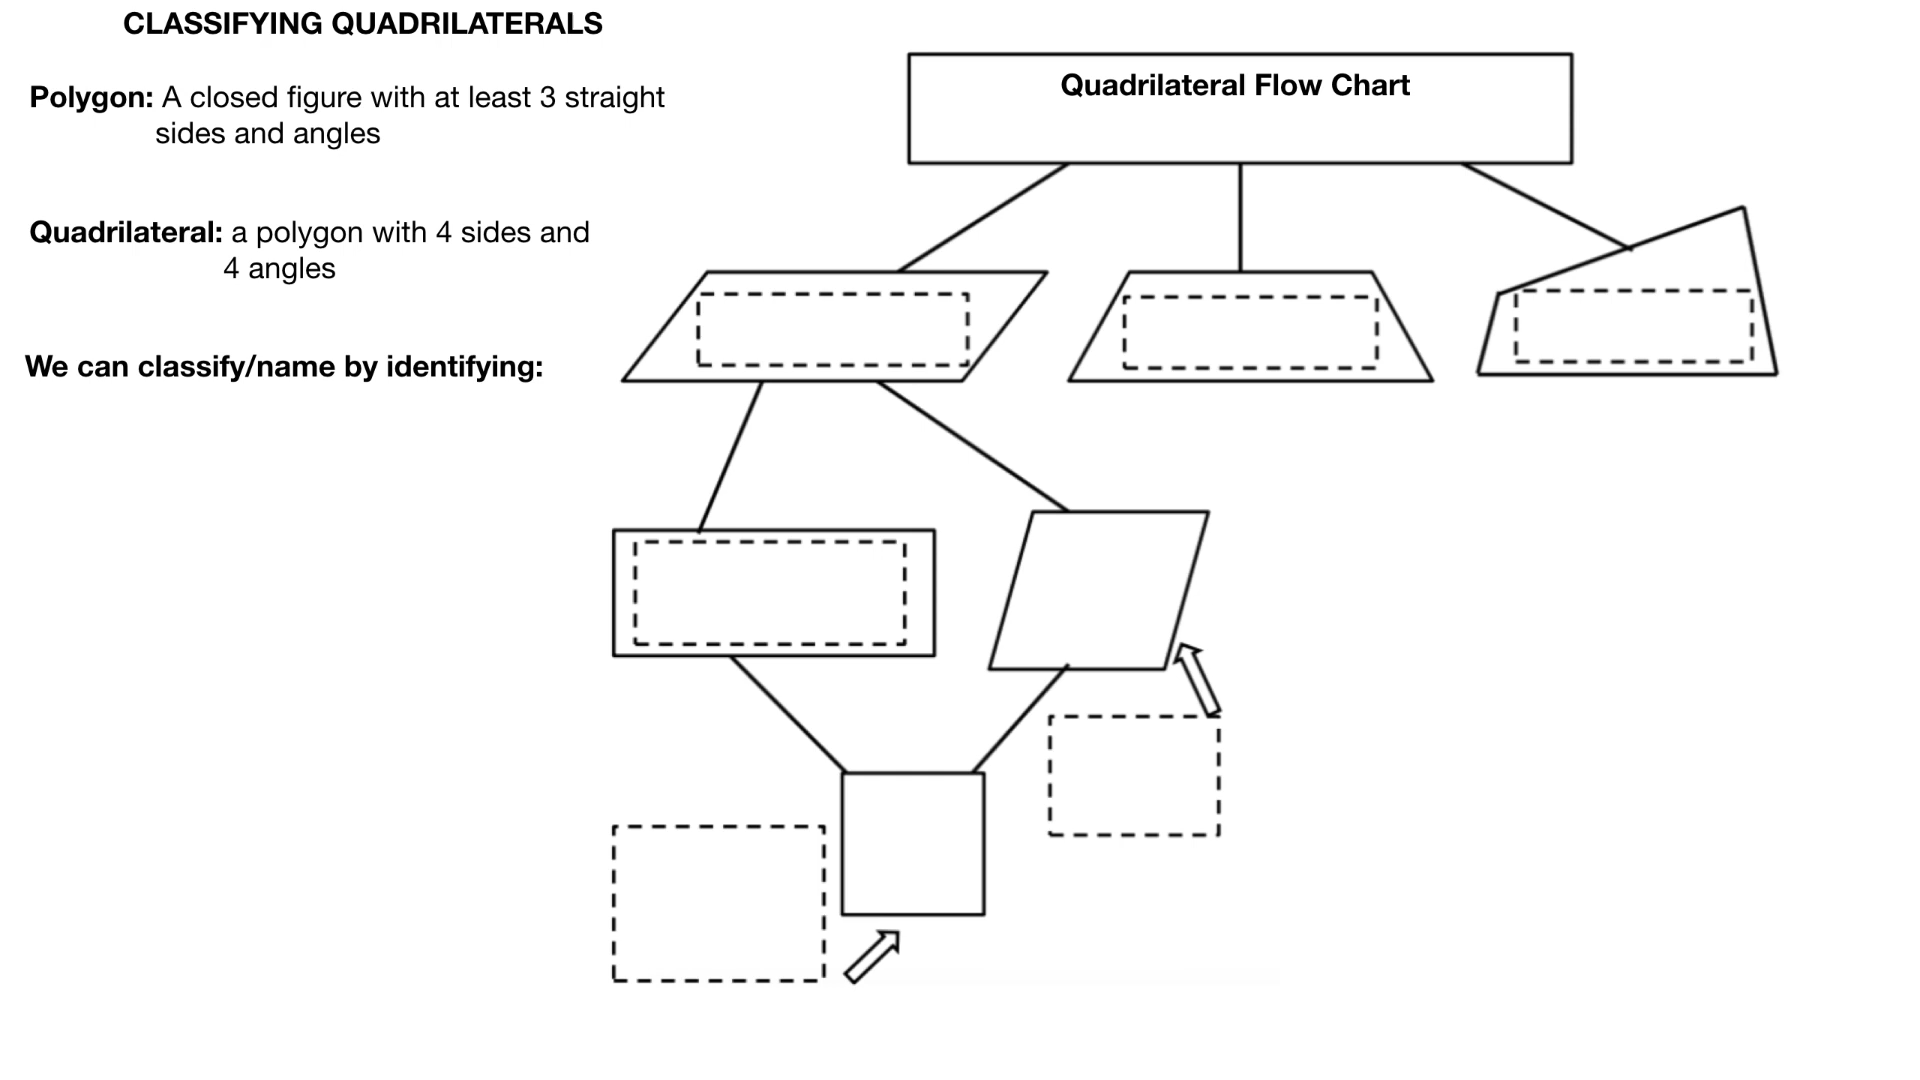 CLASSIFYING QUADRILATERALS
Polygon: A closed figure with at least 3 straight
sides and angles
Quadrilateral: a polygon with 4 sides and
4 angles
We can classify/name by identifying:
Quadrilateral Flow Chart